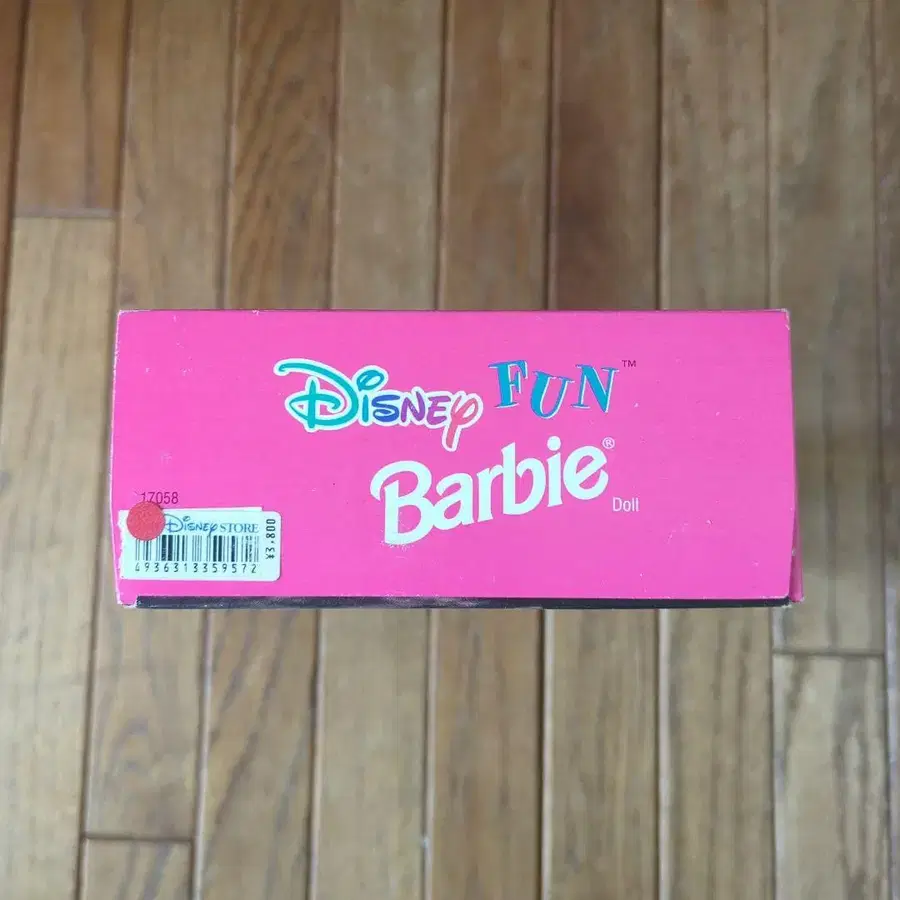 Disney FUN™
Barbie® Doll
17058
Disney STORE
¥3,800
4936313359572